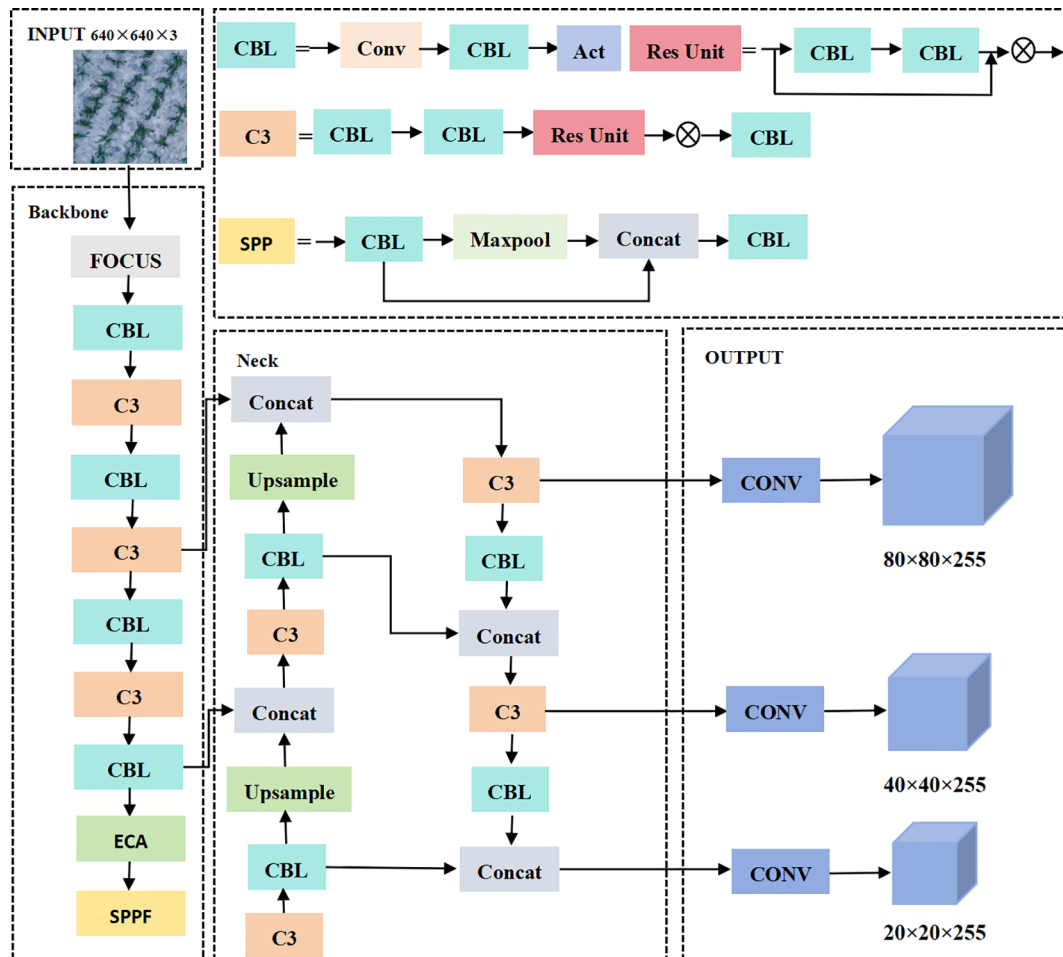 INPUT 640×640×3
CBL = Conv CBL Act Res Unit = CBL CBL
C3 = CBL CBL Res Unit CBL
SPP = CBL Maxpool Concat CBL
Backbone
FOCUS
CBL
C3
CBL
C3
CBL
C3
CBL
ECA
SPPF
Neck
Concat
Upsample
CBL
C3
Concat
Upsample
CBL
C3
C3
CBL
Concat
C3
CBL
Concat
OUTPUT
CONV
80×80×255
CONV
40×40×255
CONV
20×20×255